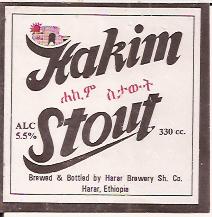 Hakim
ሐኪም ስታውት
Stout
ALC
5.5%
330 cc.
Brewed & Bottled by Harar Brewery Sh. Co.
Harar, Ethiopia